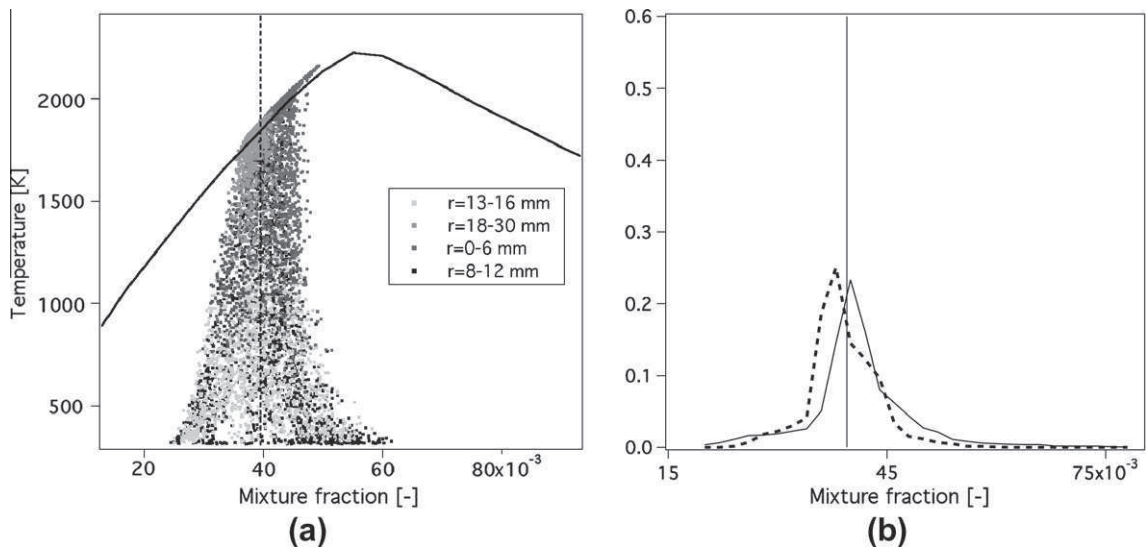 2000
1500
1000
500
Temperature [K]
r=13-16 mm
r=18-30 mm
r=0-6 mm
r=8-12 mm
20
40
60
80x10⁻³
Mixture fraction [-]
(a)
0.6
0.5
0.4
0.3
0.2
0.1
0.0
15
45
75x10⁻³
Mixture fraction [-]
(b)